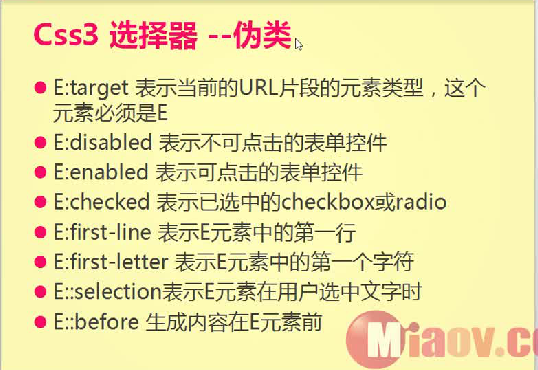 Css3 选择器 --伪类
E:target 表示当前的URL片段的元素类型，这个
元素必须是E
E:disabled 表示不可点击的表单控件
E:enabled 表示可点击的表单控件
E:checked 表示已选中的checkbox或radio
E:first-line 表示E元素中的第一行
E:first-letter 表示E元素中的第一个字符
E::selection表示E元素在用户选中文字时
E::before 生成内容在E元素前
Miaov.co